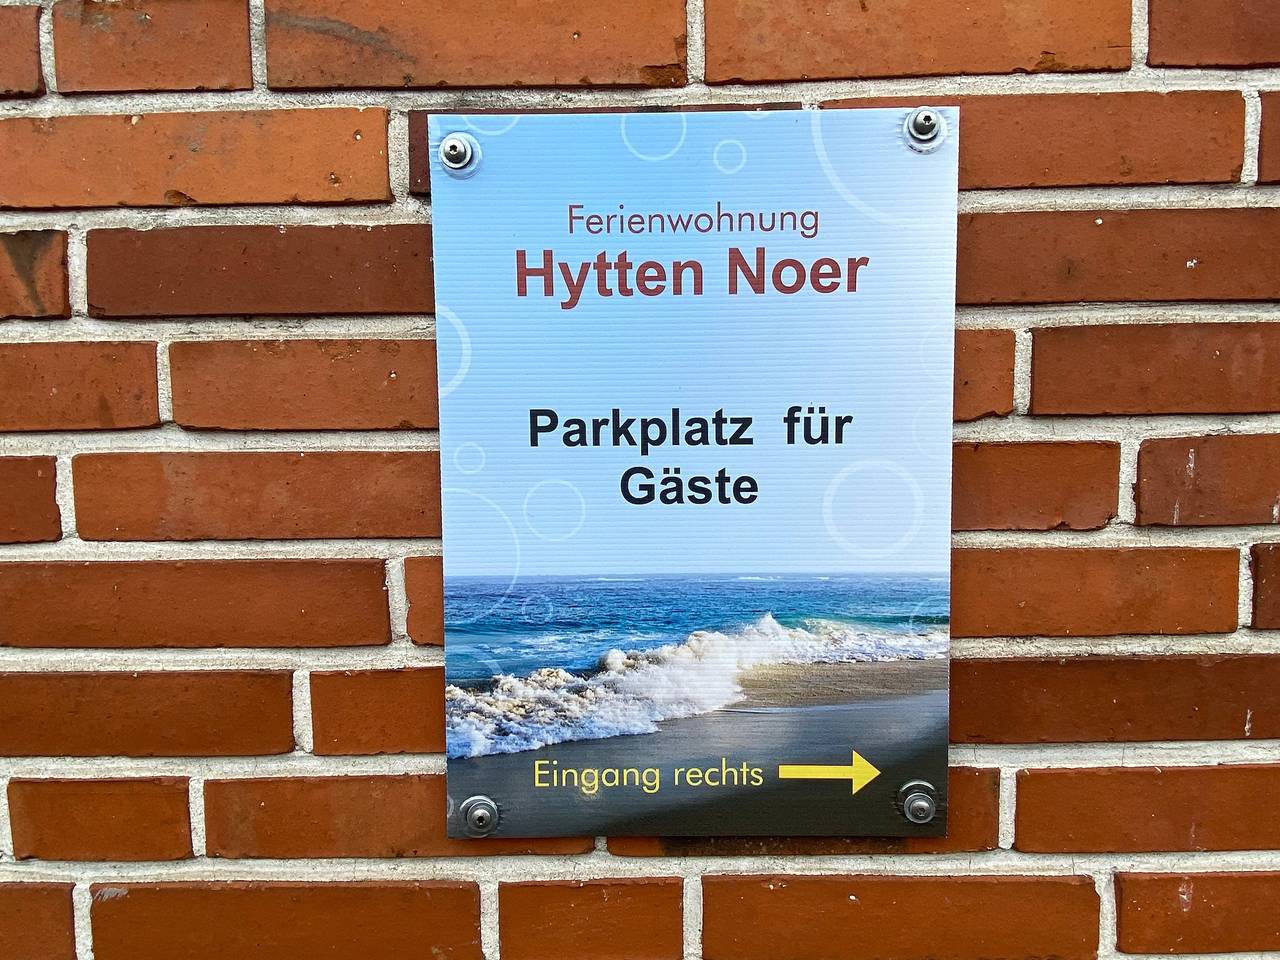 Ferienwohnung
Hytten Noer
Parkplatz für
Gäste
Eingang rechts